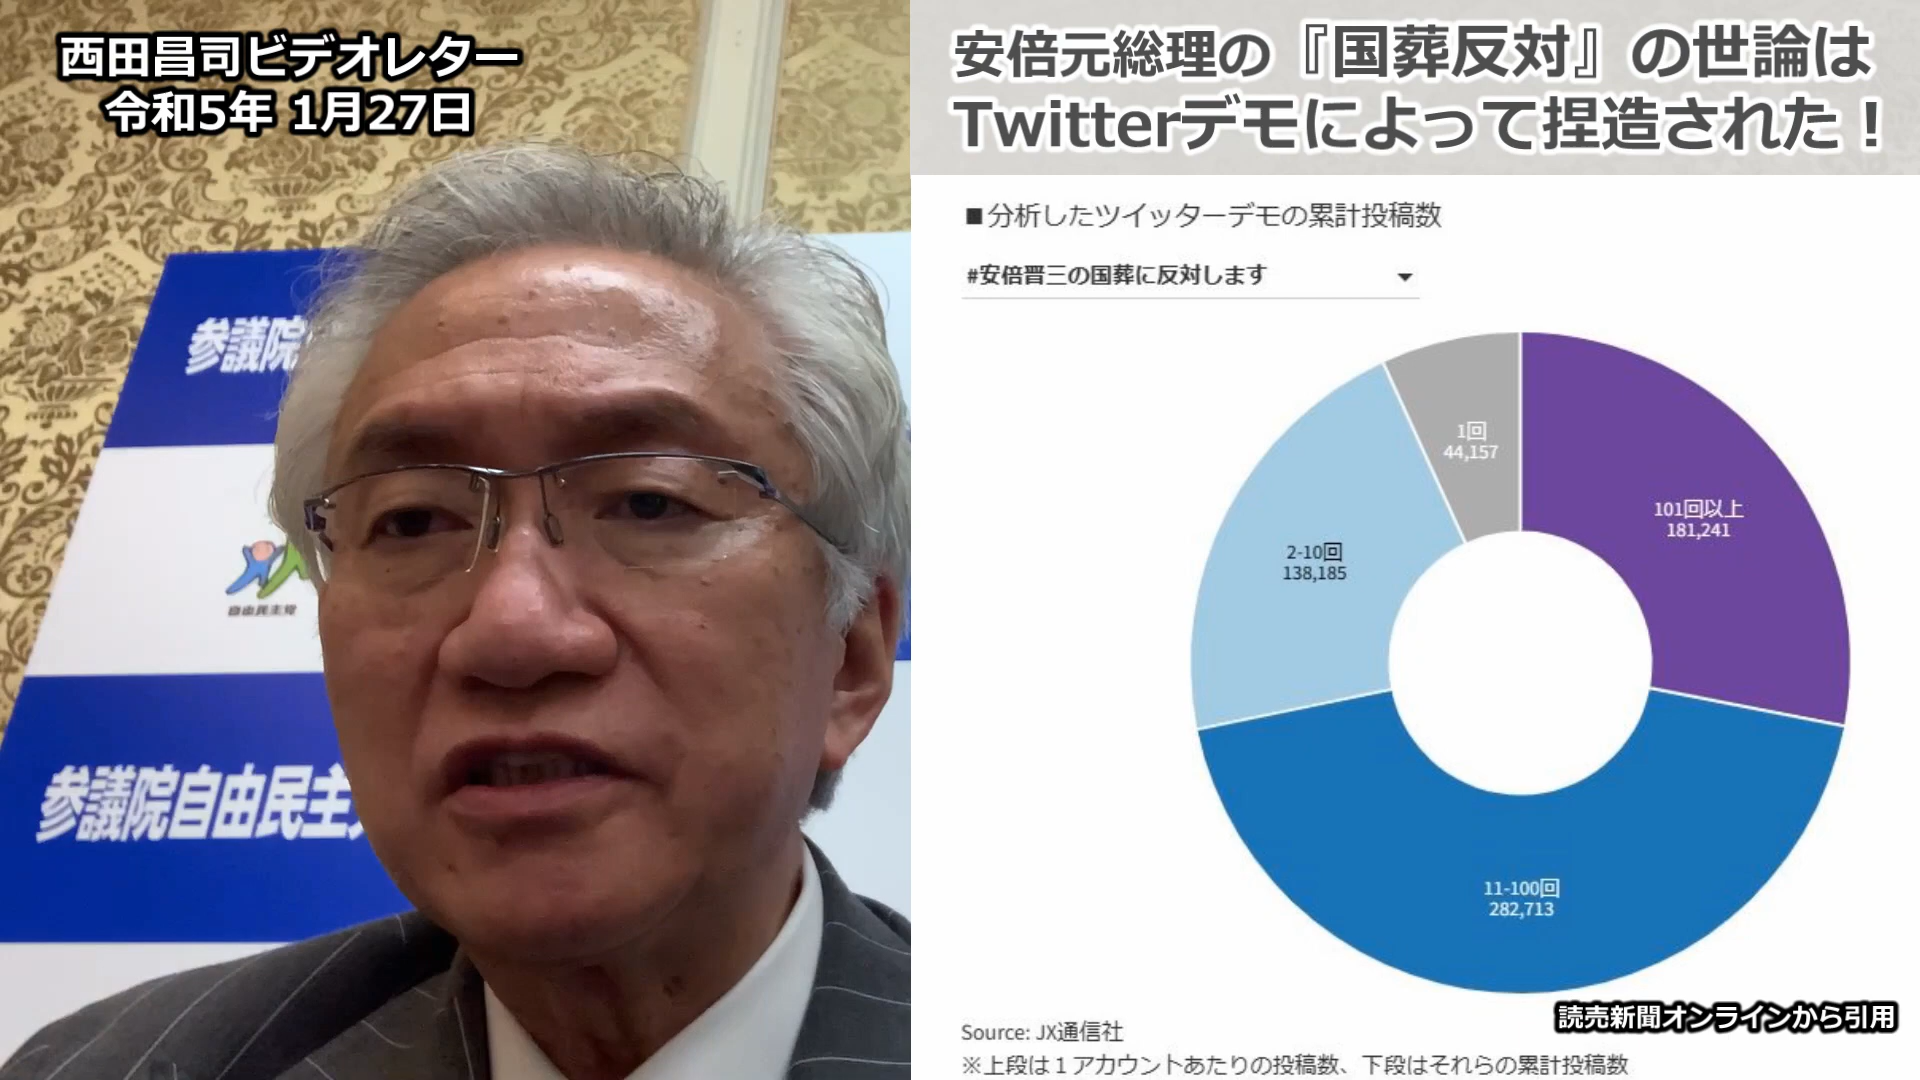 西田昌司ビデオレター
令和5年 1月27日
安倍元総理の『国葬反対』の世論は
Twitterデモによって捏造された！
■分析したツイッターデモの累計投稿数
#安倍晋三の国葬に反対します
1回
44,157
101回以上
181,241
2-10回
138,185
11-100回
282,713
読売新聞オンラインから引用
Source: JX通信社
※上段は１アカウントあたりの投稿数、下段はそれらの累計投稿数
参議院
自由民主党
参議院自由民主